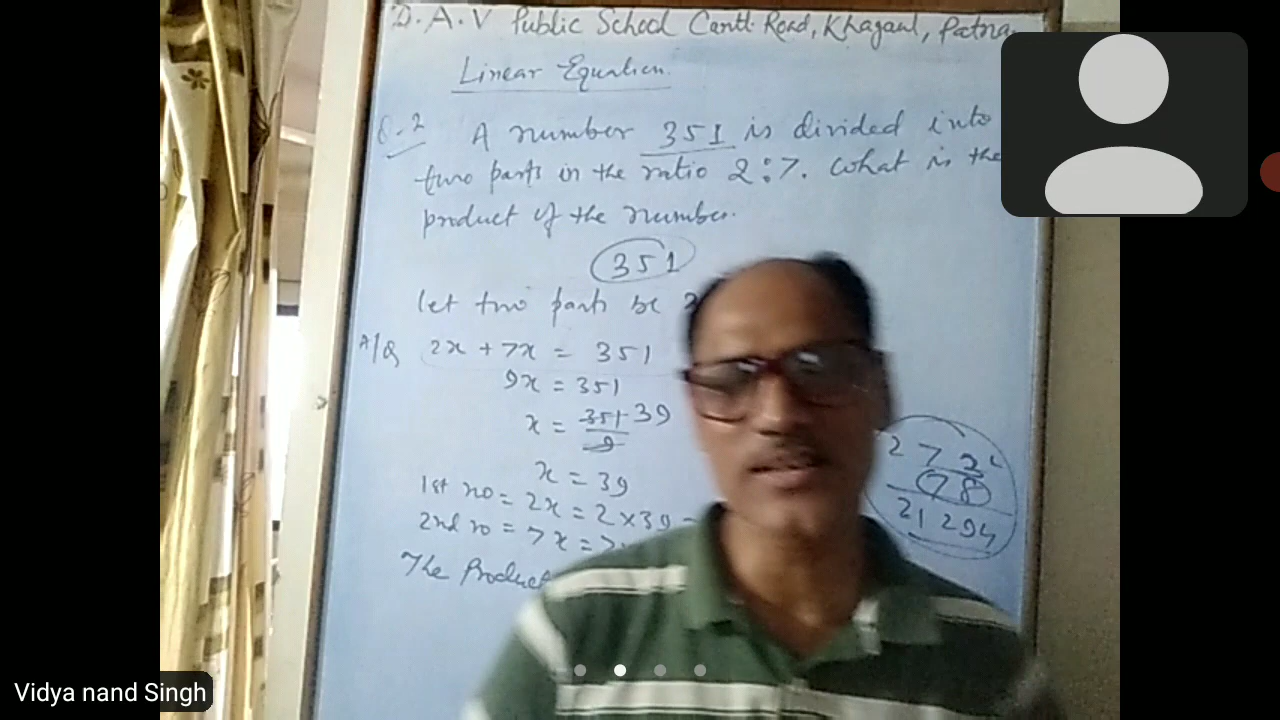 D.A.V Public School Cantt. Road, Khagaul, Patna
Linear Equation.
Q.2 A number 351 is divided into
two parts in the ratio 2:7. What is the
product of the number.
351
let two parts be 2
A/Q 2x + 7x = 351
9x = 351
x = 351 39
9
x = 39
1st no = 2x = 2×39 =
2nd no = 7x = 7×
The Product
273
78
21294
Vidya nand Singh